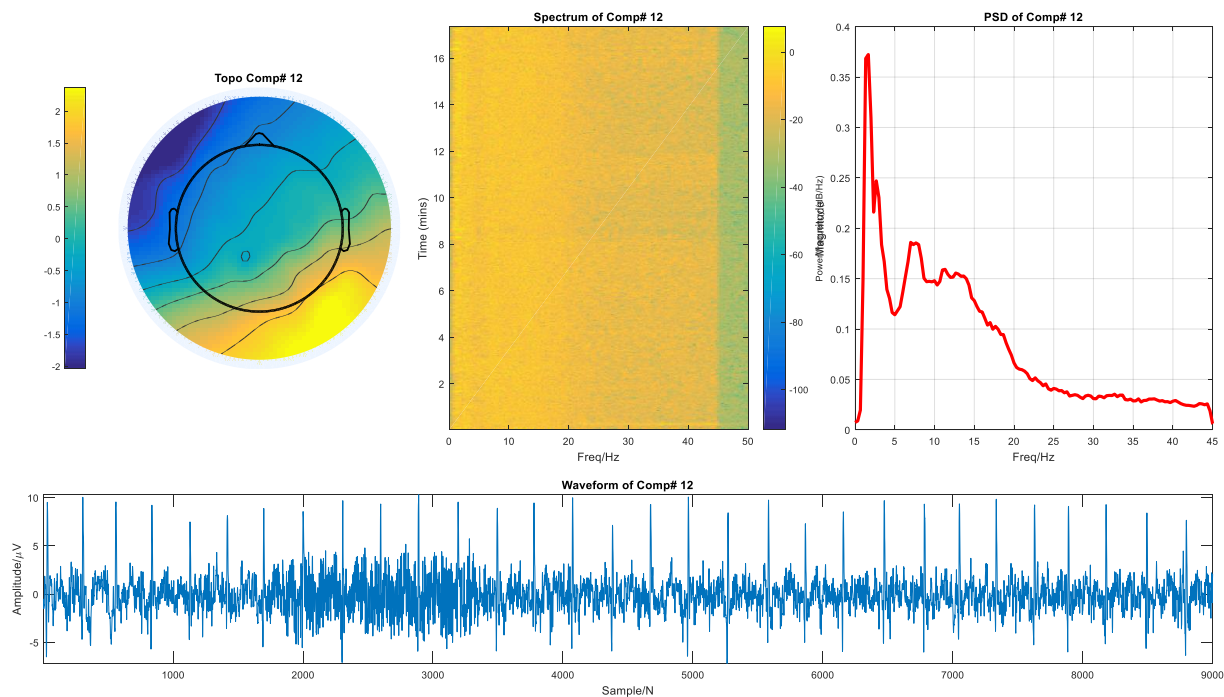 Topo Comp# 12
2
1.5
1
0.5
0
-0.5
-1
-1.5
-2
Spectrum of Comp# 12
Time (mins)
16
14
12
10
8
6
4
2
0 10 20 30 40 50
Freq/Hz
0
-20
-40
-60
-80
-100
PSD of Comp# 12
Magnitude
0.4
0.35
0.3
0.25
0.2
0.15
0.1
0.05
0
0 5 10 15 20 25 30 35 40 45
Freq/Hz
Waveform of Comp# 12
Amplitude/μV
10
5
0
-5
1000 2000 3000 4000 5000 6000 7000 8000 9000
Sample/N